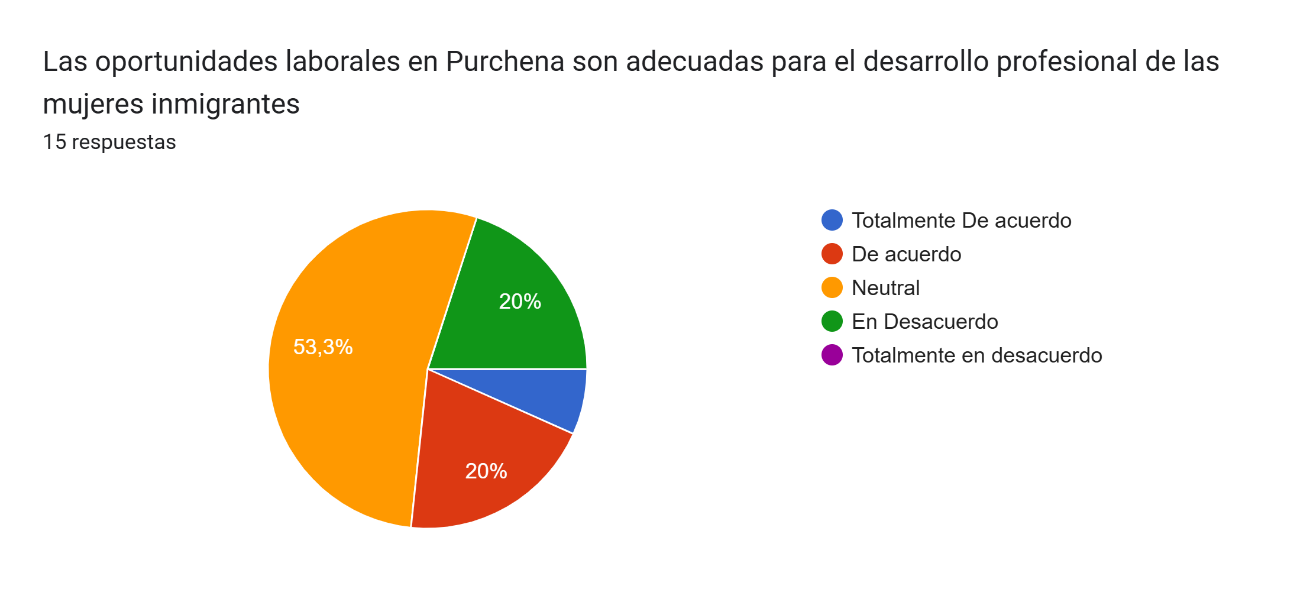 Las oportunidades laborales en Purchena son adecuadas para el desarrollo profesional de las
mujeres inmigrantes
15 respuestas
Totalmente De acuerdo
De acuerdo
Neutral
En Desacuerdo
Totalmente en desacuerdo
20%
53,3%
20%